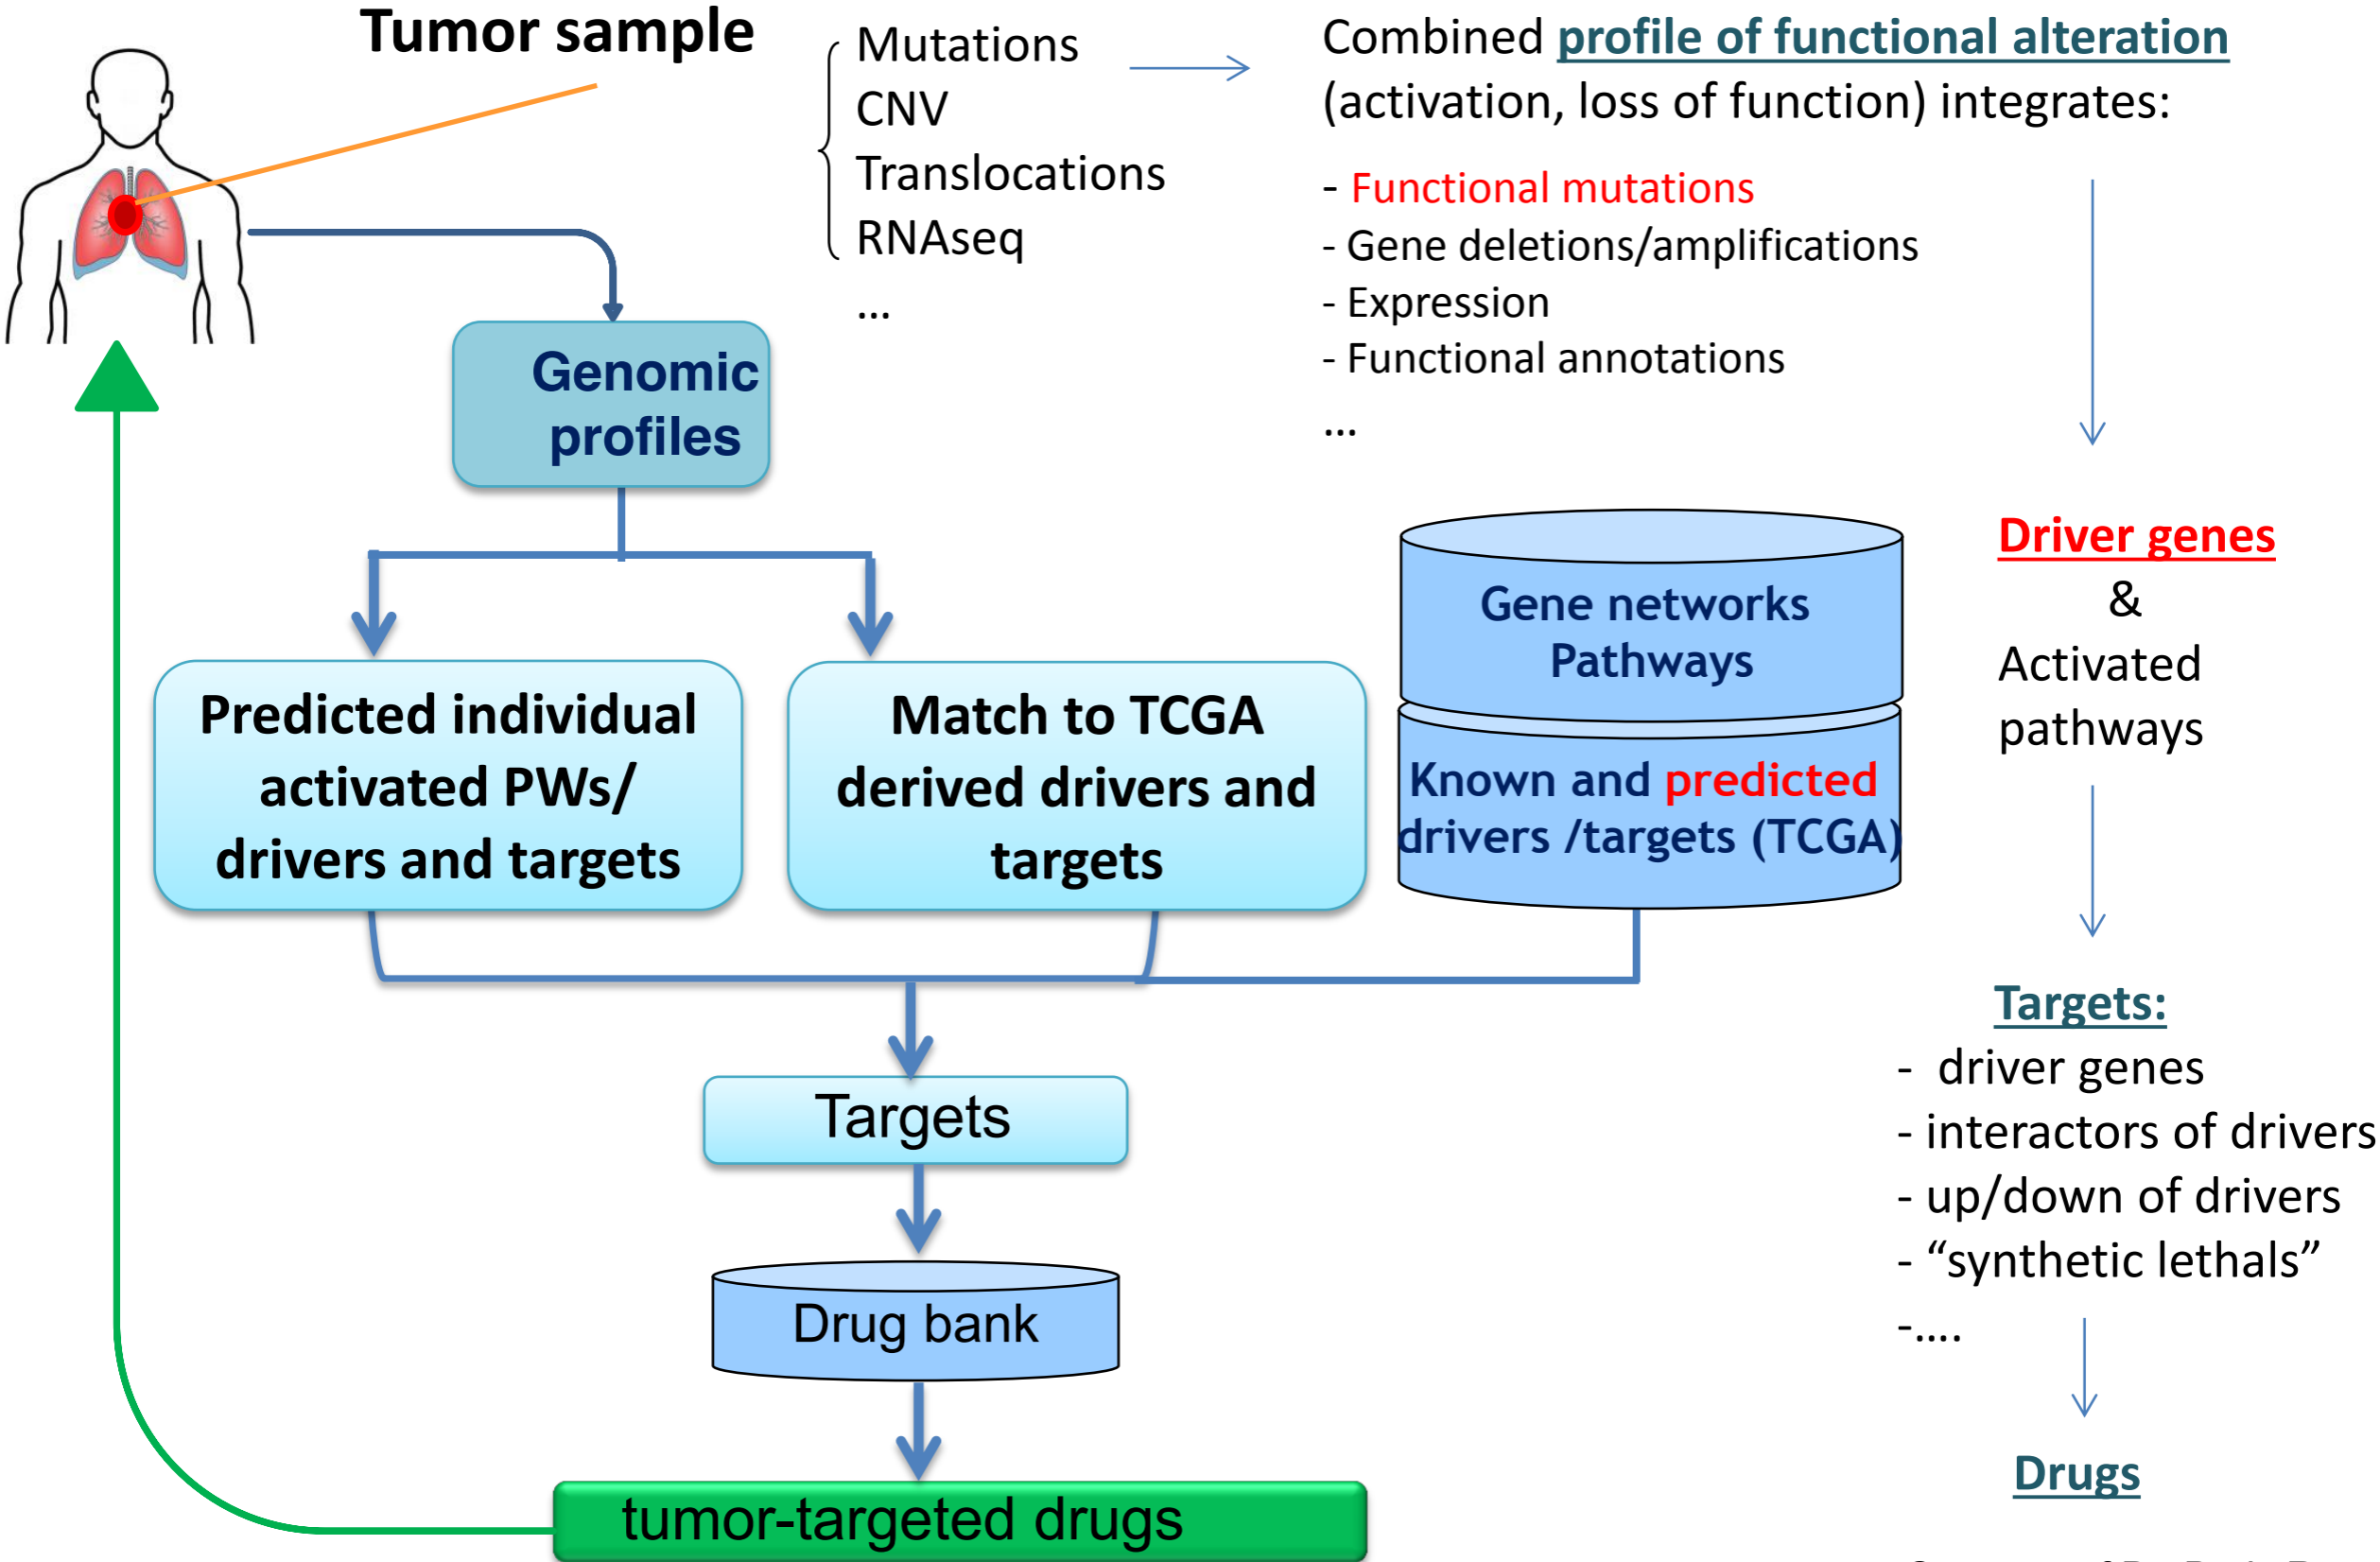 Tumor sample
Mutations
CNV
Translocations
RNAseq
...
Combined profile of functional alteration
(activation, loss of function) integrates:
- Functional mutations
- Gene deletions/amplifications
- Expression
- Functional annotations
...
Genomic
profiles
Predicted individual
activated PWs/
drivers and targets
Match to TCGA
derived drivers and
targets
Gene networks
Pathways
Known and predicted
drivers /targets (TCGA)
Driver genes
&
Activated
pathways
Targets:
- driver genes
- interactors of drivers
- up/down of drivers
- “synthetic lethals”
-....
Targets
Drug bank
tumor-targeted drugs
Drugs